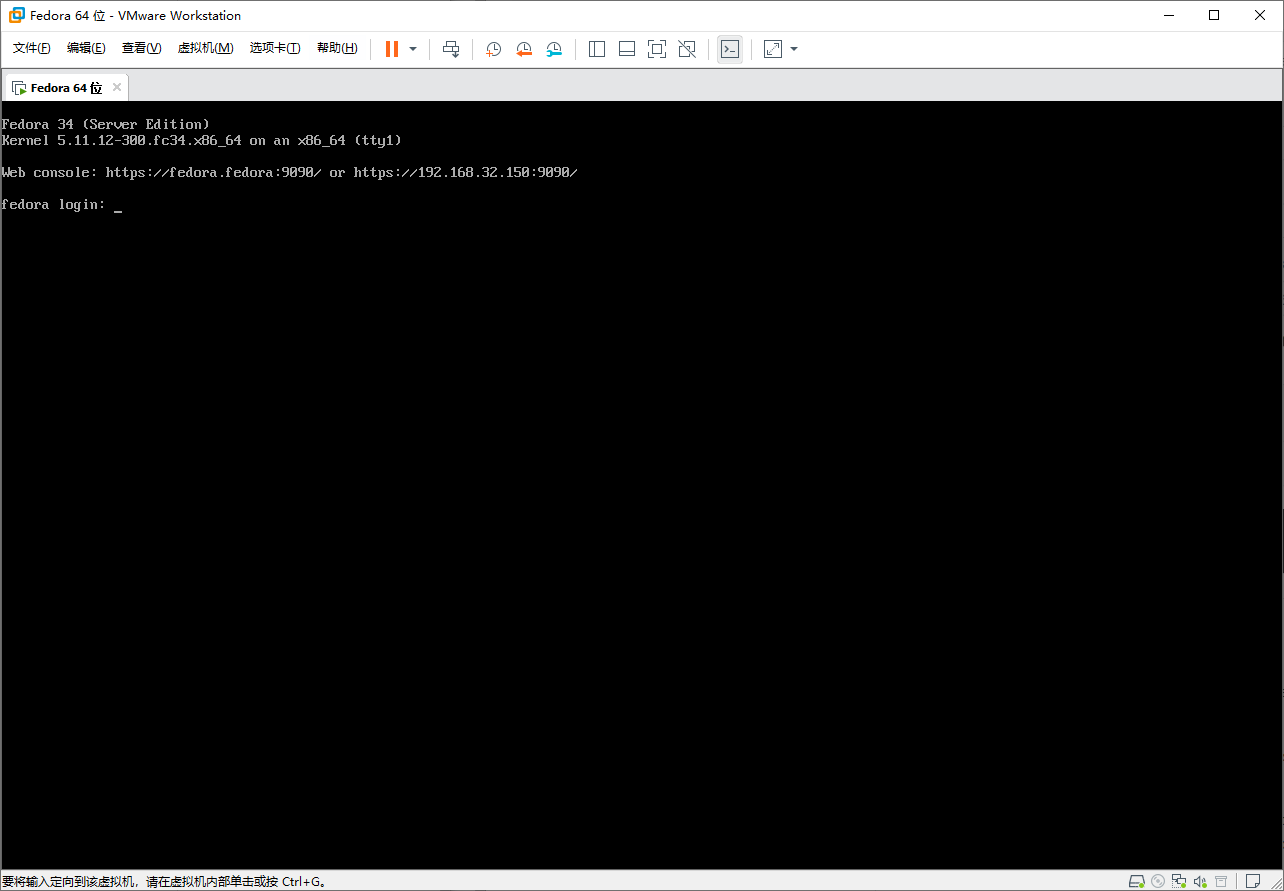 Fedora 64 位 - VMware Workstation
文件(F) 编辑(E) 查看(V) 虚拟机(M) 选项卡(T) 帮助(H)
Fedora 64 位
Fedora 34 (Server Edition)
Kernel 5.11.12-300.fc34.x86_64 on an x86_64 (tty1)
Web console: https://fedora.fedora:9090/ or https://192.168.32.150:9090/
fedora login: _
要将输入定向到该虚拟机，请在虚拟机内部单击或按 Ctrl+G。